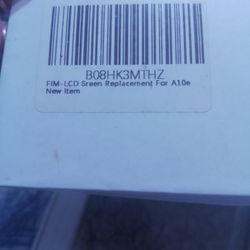 B08HK3MTHZ
FIM-LCD Sreen Replacement For A10e
New Item